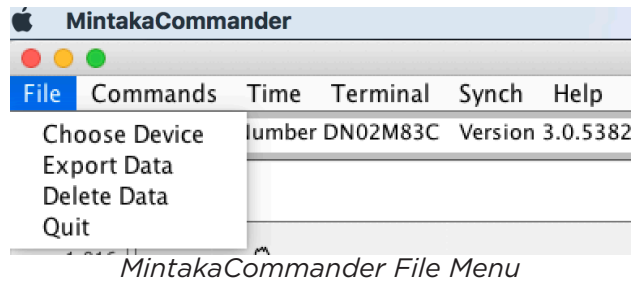 MintakaCommander
File Commands Time Terminal Synch Help
Choose Device
Number DN02M83C Version 3.0.5382
Export Data
Delete Data
Quit
MintakaCommander File Menu